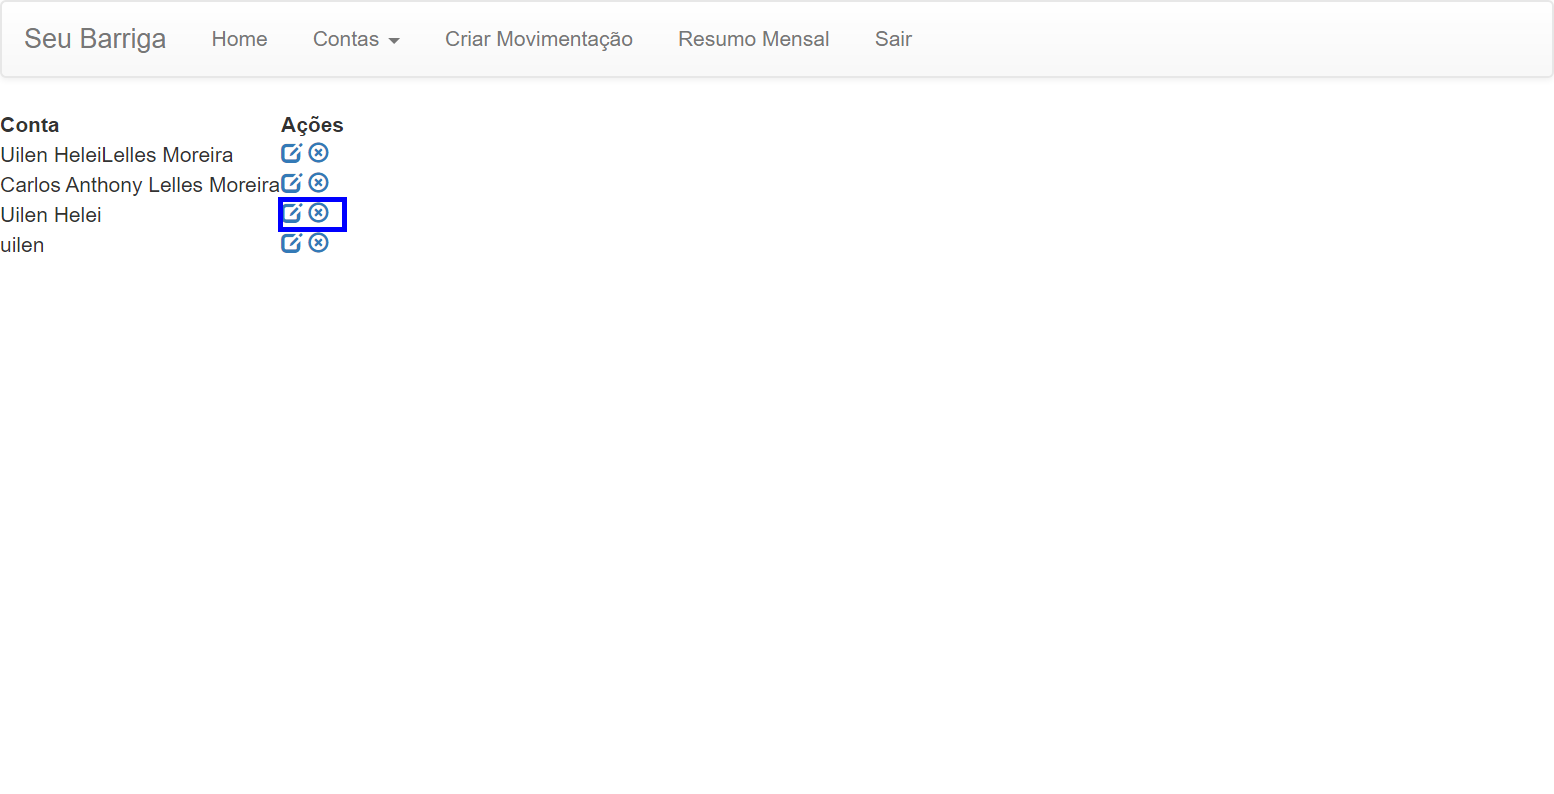 Seu Barriga Home Contas Criar Movimentação Resumo Mensal Sair
Conta Ações
Uilen HeleiLelles Moreira
Carlos Anthony Lelles Moreira
Uilen Helei
uilen